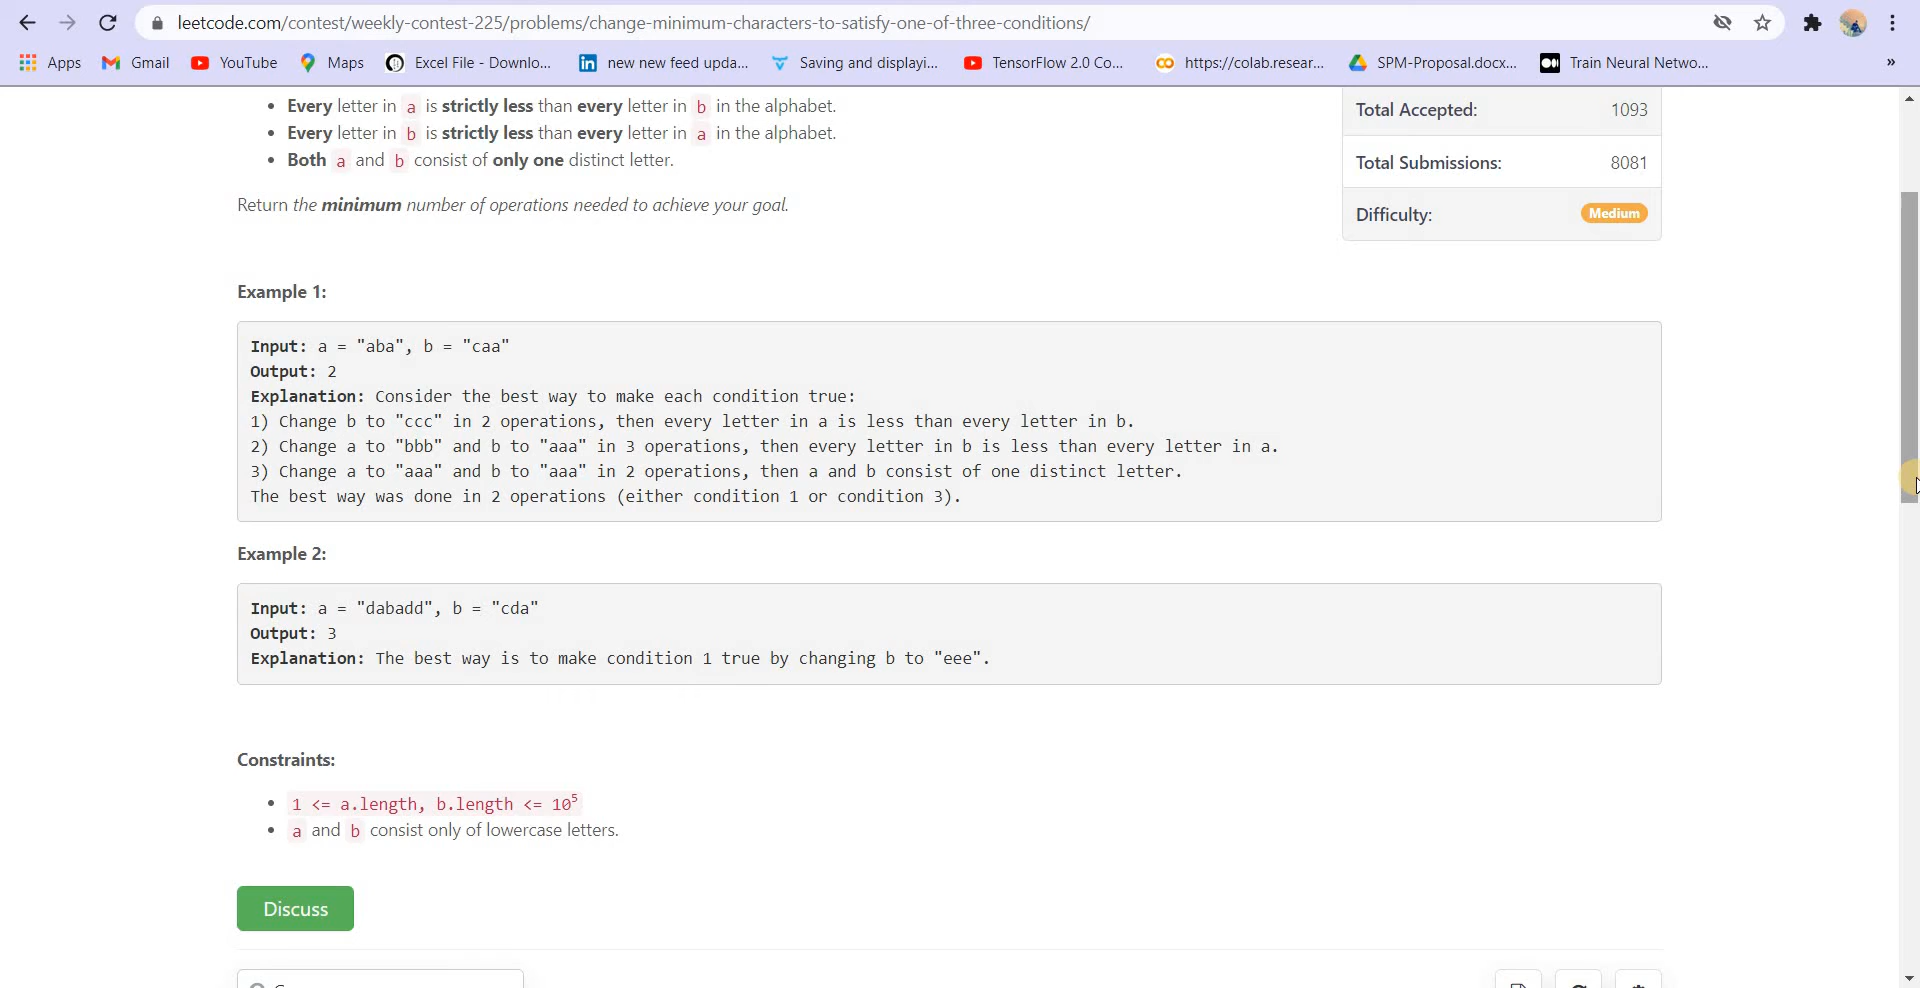 leetcode.com/contest/weekly-contest-225/problems/change-minimum-characters-to-satisfy-one-of-three-conditions/
Apps Gmail YouTube Maps Excel File - Downlo... new new feed upda... Saving and displayi... TensorFlow 2.0 Co... https://colab.resear... SPM-Proposal.docx... Train Neural Netwo... »
• Every letter in a is strictly less than every letter in b in the alphabet.
• Every letter in b is strictly less than every letter in a in the alphabet.
• Both a and b consist of only one distinct letter.
Return the minimum number of operations needed to achieve your goal.
Total Accepted: 1093
Total Submissions: 8081
Difficulty: Medium
Example 1:
Input: a = "aba", b = "caa"
Output: 2
Explanation: Consider the best way to make each condition true:
1) Change b to "ccc" in 2 operations, then every letter in a is less than every letter in b.
2) Change a to "bbb" and b to "aaa" in 3 operations, then every letter in b is less than every letter in a.
3) Change a to "aaa" and b to "aaa" in 2 operations, then a and b consist of one distinct letter.
The best way was done in 2 operations (either condition 1 or condition 3).
Example 2:
Input: a = "dabadd", b = "cda"
Output: 3
Explanation: The best way is to make condition 1 true by changing b to "eee".
Constraints:
• 1 <= a.length, b.length <= 10⁵
• a and b consist only of lowercase letters.
Discuss